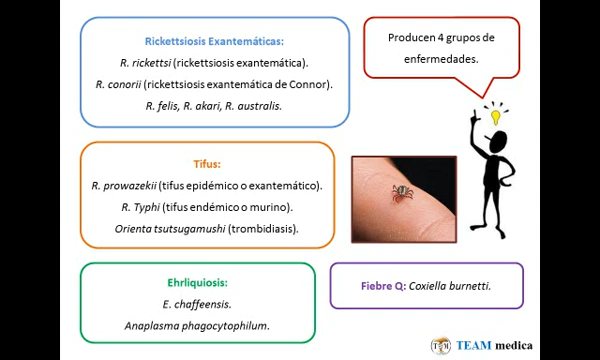 Rickettsiosis Exantemáticas:
R. rickettsi (rickettsiosis exantemática).
R. conorii (rickettsiosis exantemática de Connor).
R. felis, R. akari, R. australis.
Producen 4 grupos de
enfermedades.
Tifus:
R. prowazekii (tifus epidémico o exantemático).
R. Typhi (tifus endémico o murino).
Orienta tsutsugamushi (trombidiasis).
Ehrliquiosis:
E. chaffeensis.
Anaplasma phagocytophilum.
Fiebre Q: Coxiella burnetti.
TEAM medica